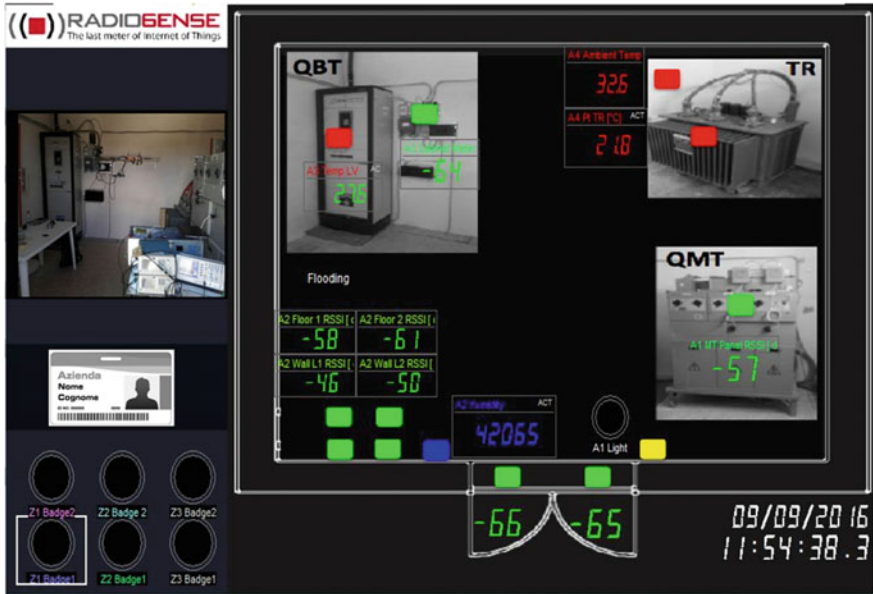 ((■)) RADIO6ENSE
The last meter of Internet of Things
QBT
A4 Ambient Temp
32.6
TR
A4 Pt TR [°C] ACT
21.8
-64
Temp LV AC
27.6
Flooding
QMT
A2 Floor 1 RSSI [
-58
A2 Floor 2 RSSI [
-61
A2 Wall L1 RSSI [
-46
A2 Wall L2 RSSI [
-50
A1 MT Panel RSSI [d
-57
Azienda
Nome
Cognome
A2 Humidity ACT
42065
A1 Light
Z1 Badge2
Z2 Badge 2
Z3 Badge2
-66
-65
09/09/2016
11:54:38.3
Z1 Badge1
Z2 Badge1
Z3 Badge1